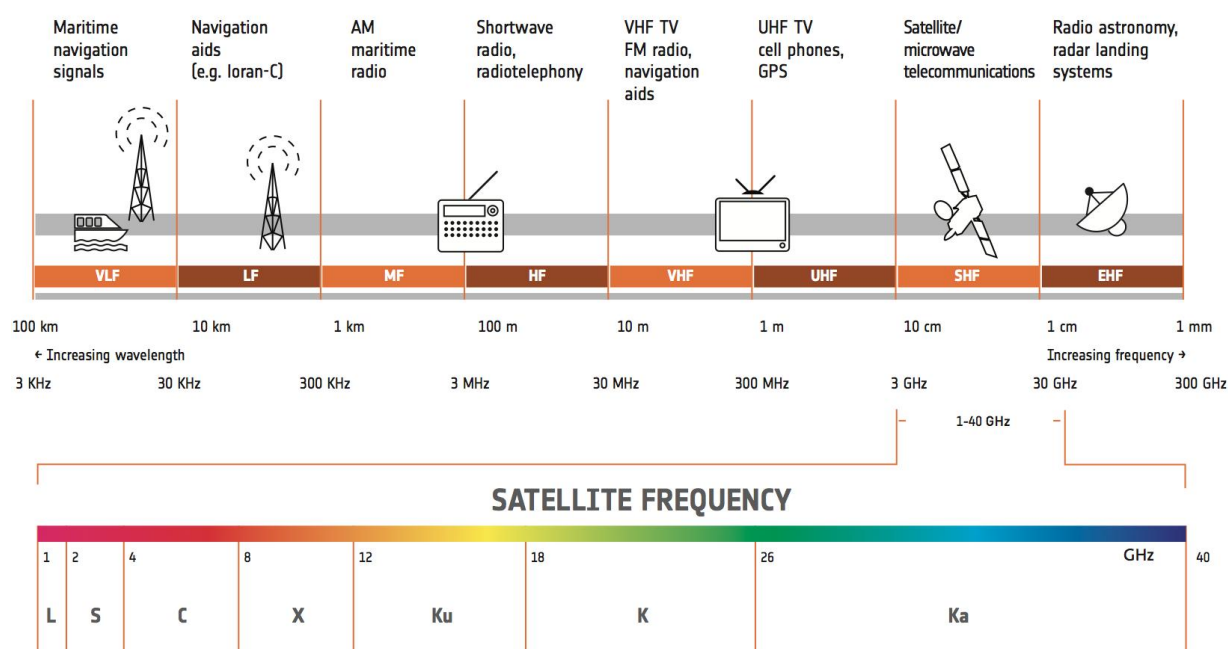 Maritime
navigation
signals
Navigation
aids
(e.g. loran-C)
AM
maritime
radio
Shortwave
radio,
radiotelephony
VHF TV
FM radio,
navigation
aids
UHF TV
cell phones,
GPS
Satellite/
microwave
telecommunications
Radio astronomy,
radar landing
systems
VLF LF MF HF VHF UHF SHF EHF
100 km 10 km 1 km 100 m 10 m 1 m 10 cm 1 cm 1 mm
← Increasing wavelength Increasing frequency →
3 KHz 30 KHz 300 KHz 3 MHz 30 MHz 300 MHz 3 GHz 30 GHz 300 GHz
1-40 GHz
SATELLITE FREQUENCY
1 2 4 8 12 18 26 GHz 40
L S C X Ku K Ka